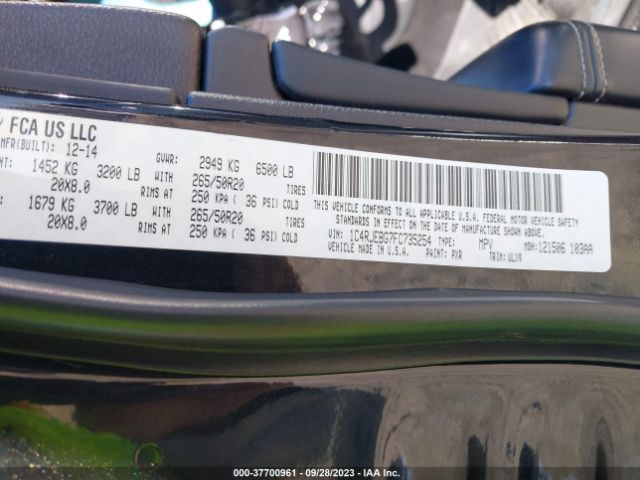 FCA US LLC
MFR(BUILT): 12-14 GVWR: 2949 KG 6500 LB
1452 KG 3200 LB WITH 265/50R20 TIRES
20X8.0 RIMS AT 250 KPA ( 36 PSI) COLD
1679 KG 3700 LB WITH 265/50R20 TIRES
20X8.0 RIMS AT 250 KPA ( 36 PSI) COLD
THIS VEHICLE CONFORMS TO ALL APPLICABLE U.S.A. FEDERAL MOTOR VEHICLE SAFETY
STANDARDS IN EFFECT ON THE DATE OF MANUFACTURE SHOWN ABOVE.
VIN: 1C4RJEBG7FC735254 TYPE: MPV MDH: 121506 103AA
VEHICLE MADE IN U.S.A. PAINT: PXR TRIM: VLX9
000-37700961 - 09/28/2023 - IAA Inc.